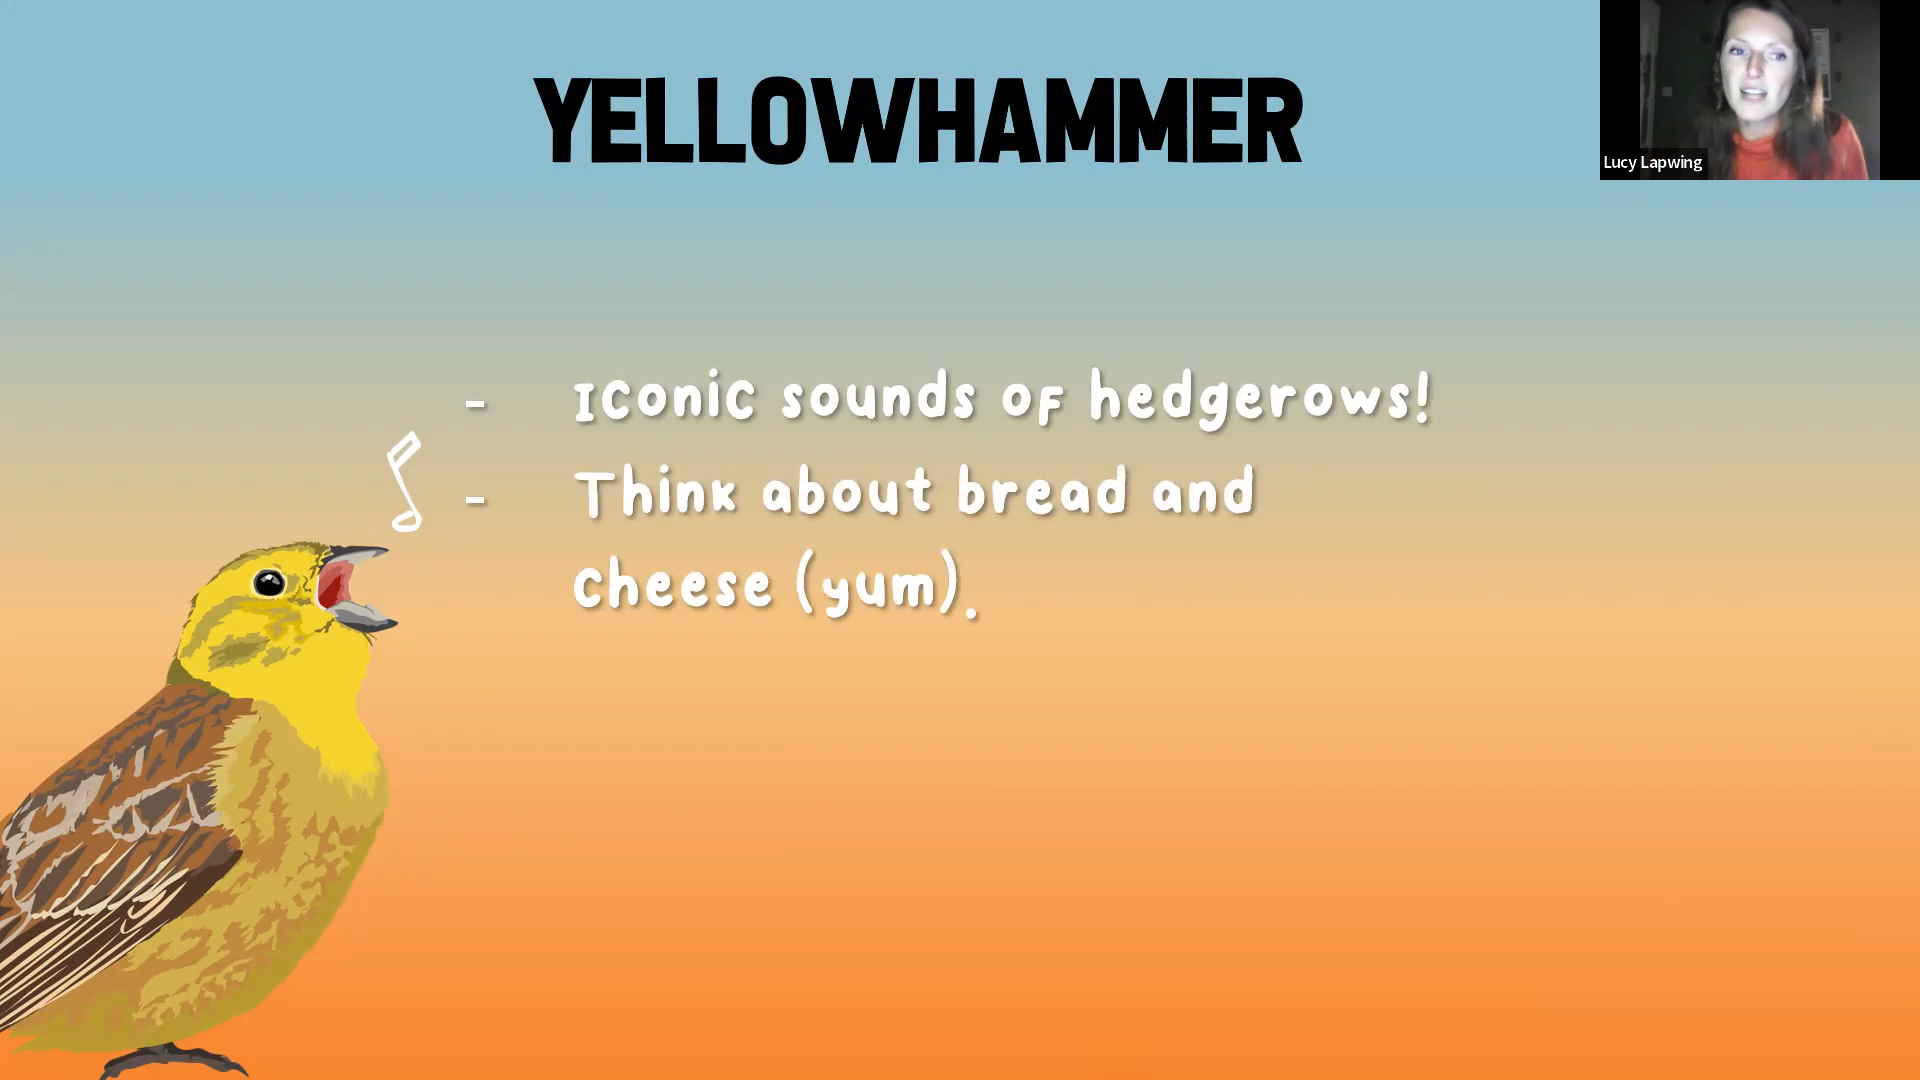 YELLOWHAMMER
Lucy Lapwing
- Iconic sounds of hedgerows!
- Think about bread and
cheese (yum).